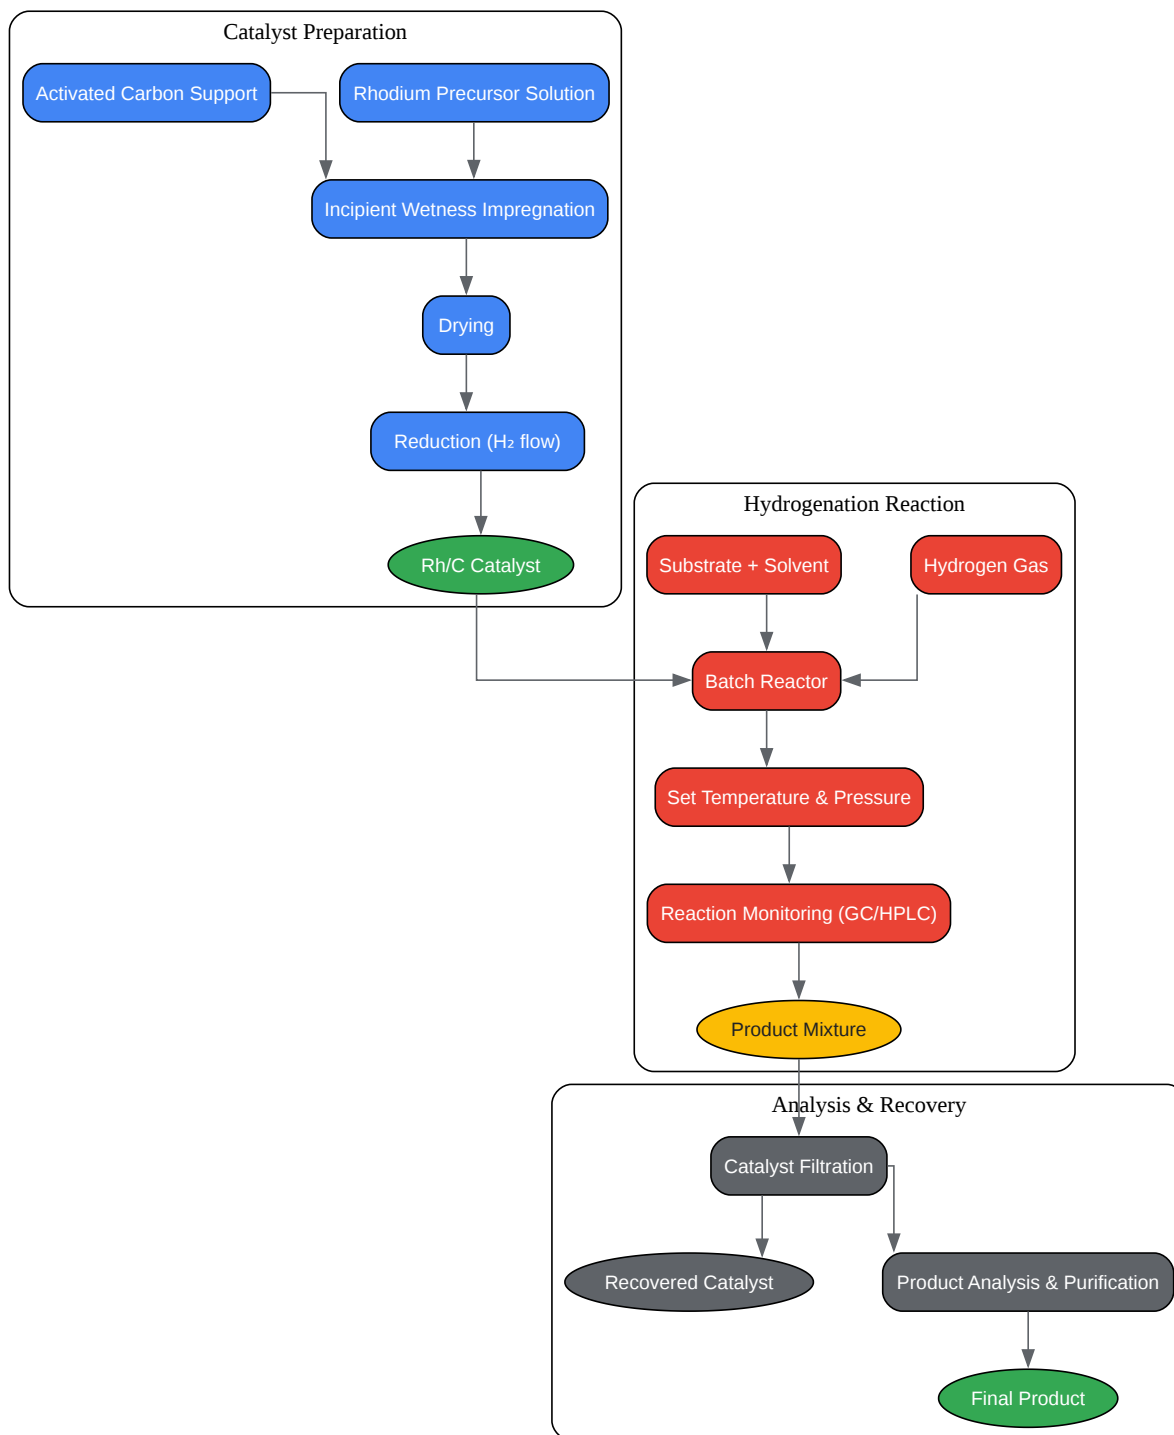 Catalyst Preparation
Activated Carbon Support
Rhodium Precursor Solution
Incipient Wetness Impregnation
Drying
Reduction (H₂ flow)
Rh/C Catalyst
Hydrogenation Reaction
Substrate + Solvent
Hydrogen Gas
Batch Reactor
Set Temperature & Pressure
Reaction Monitoring (GC/HPLC)
Product Mixture
Analysis & Recovery
Catalyst Filtration
Recovered Catalyst
Product Analysis & Purification
Final Product